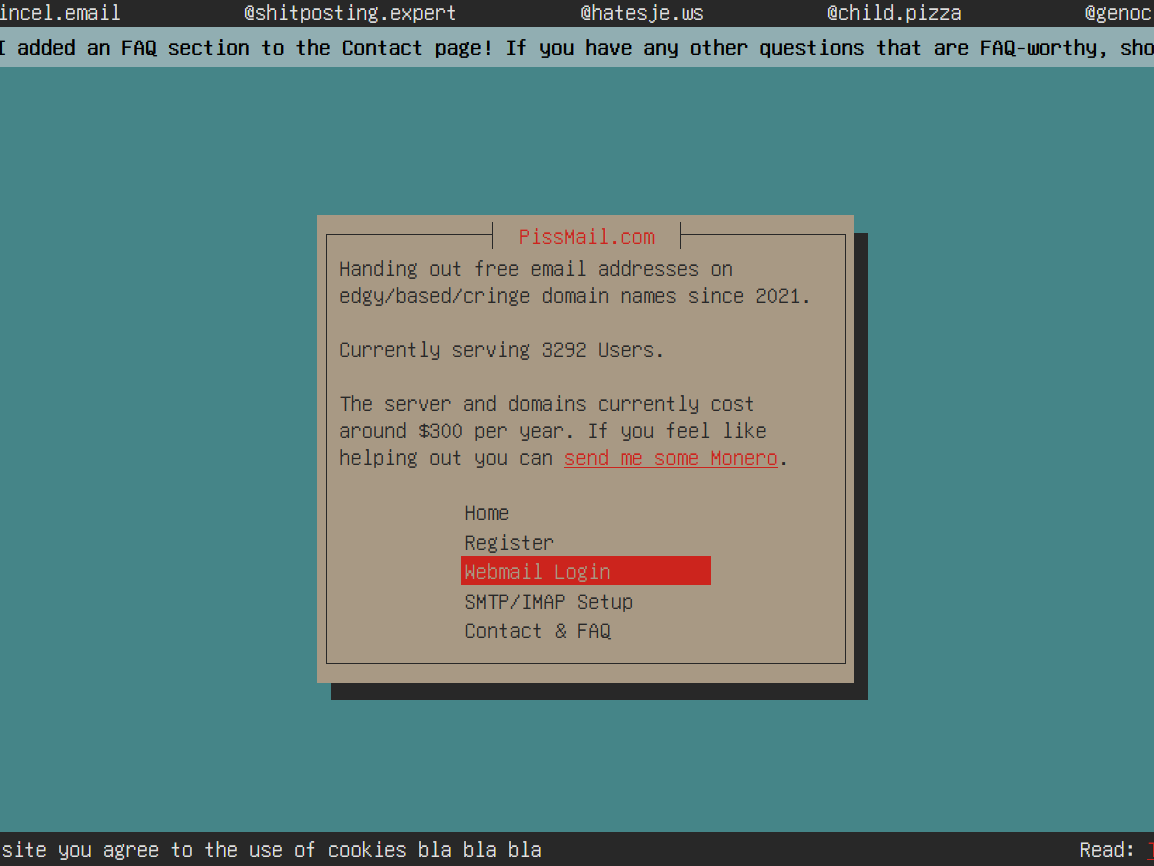 incel.email @shitposting.expert @hatesje.ws @child.pizza @genoc
I added an FAQ section to the Contact page! If you have any other questions that are FAQ-worthy, sho
PissMail.com
Handing out free email addresses on
edgy/based/cringe domain names since 2021.
Currently serving 3292 Users.
The server and domains currently cost
around $300 per year. If you feel like
helping out you can send me some Monero.
Home
Register
Webmail Login
SMTP/IMAP Setup
Contact & FAQ
site you agree to the use of cookies bla bla bla Read: